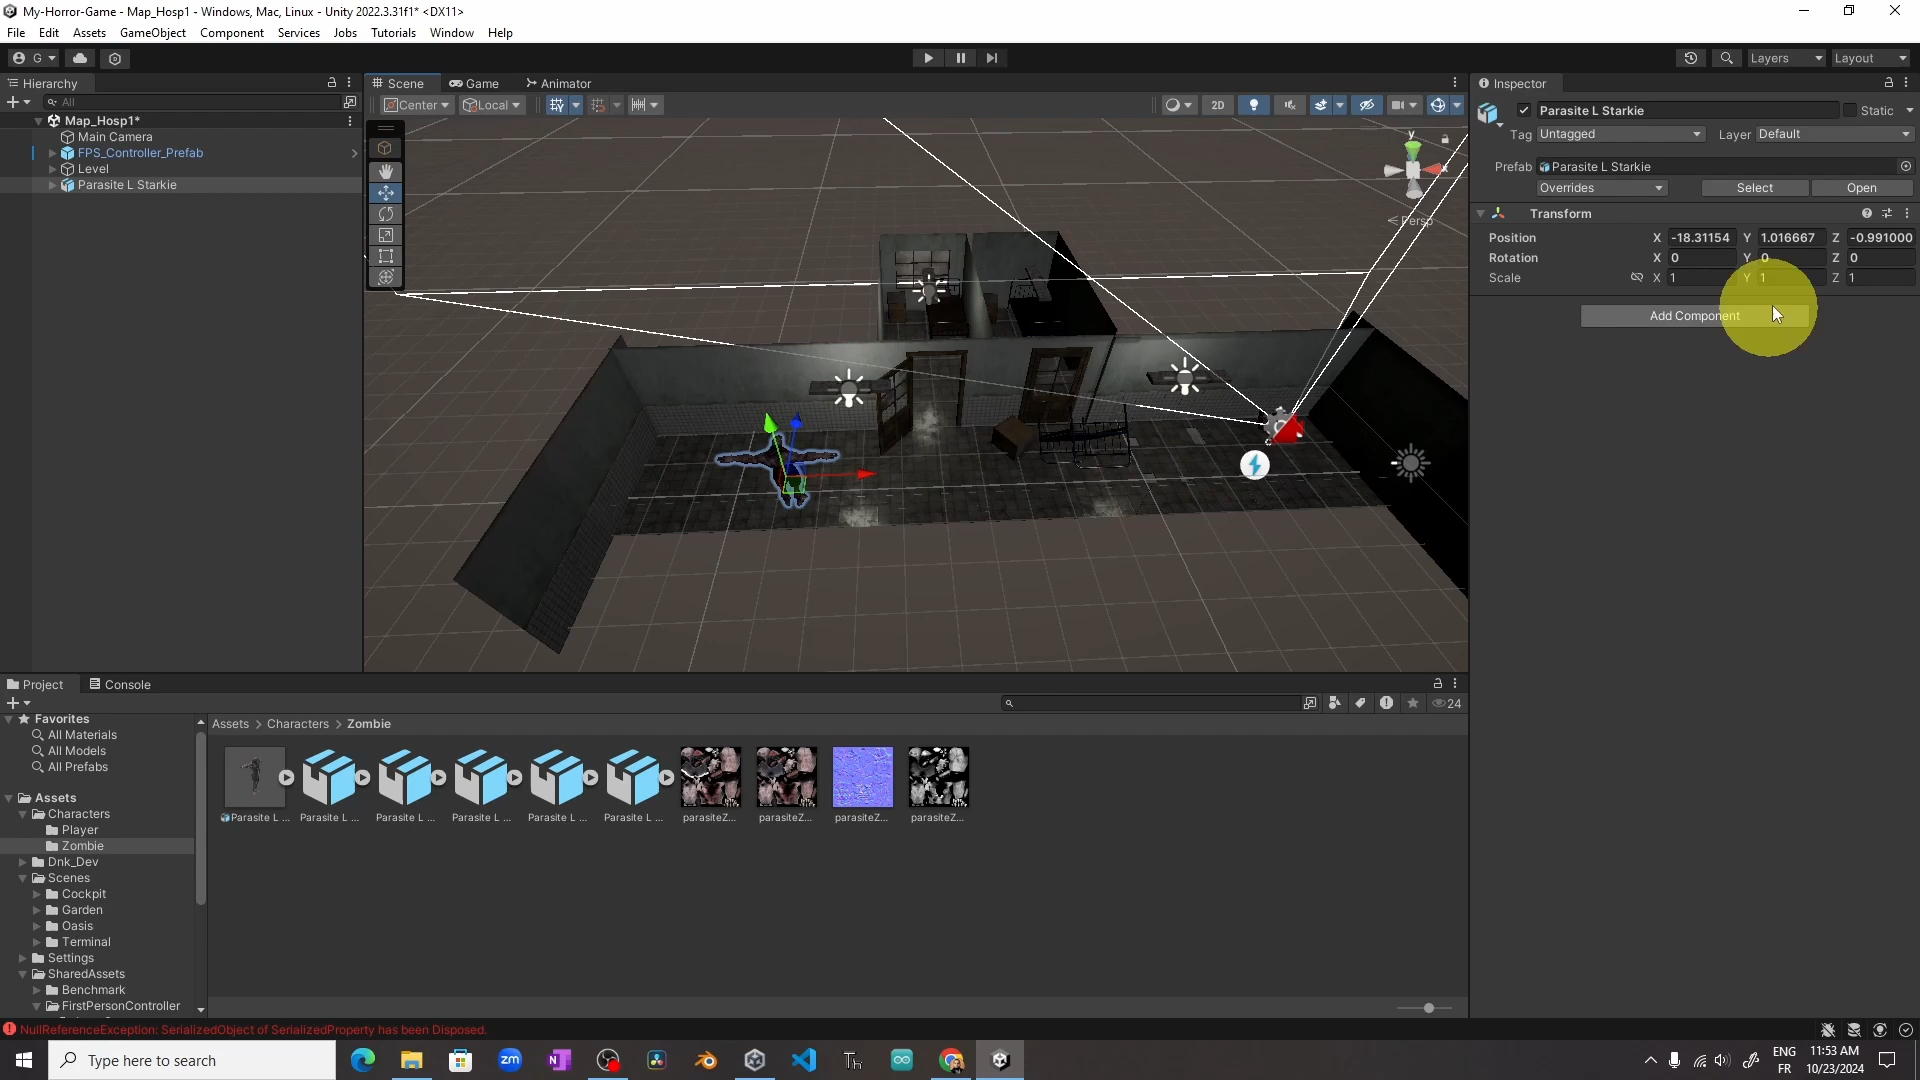 My-Horror-Game - Map_Hosp1 - Windows, Mac, Linux - Unity 2022.3.31f1* <DX11>
File Edit Assets GameObject Component Services Jobs Tutorials Window Help
G Layers Layout
Hierarchy Scene Game Animator Inspector
All Center Local 2D
Map_Hosp1*
Main Camera
FPS_Controller_Prefab
Level
Parasite L Starkie
y
x
Persp
Parasite L Starkie Static
Tag Untagged Layer Default
Prefab Parasite L Starkie
Overrides Select Open
Transform
Position X -18.31154 Y 1.016667 Z -0.991000
Rotation X 0 Y 0 Z 0
Scale X 1 Y 1 Z 1
Add Component
Project Console
24
Favorites
All Materials
All Models
All Prefabs
Assets
Characters
Player
Zombie
Dnk_Dev
Scenes
Cockpit
Garden
Oasis
Terminal
Settings
SharedAssets
Benchmark
FirstPersonController
Assets > Characters > Zombie
Parasite L ... Parasite L ... Parasite L ... Parasite L ... Parasite L ... Parasite L ... parasiteZ... parasiteZ... parasiteZ... parasiteZ...
NullReferenceException: SerializedObject of SerializedProperty has been Disposed.
Type here to search
zm
N
Th
ENG
FR
11:53 AM
10/23/2024